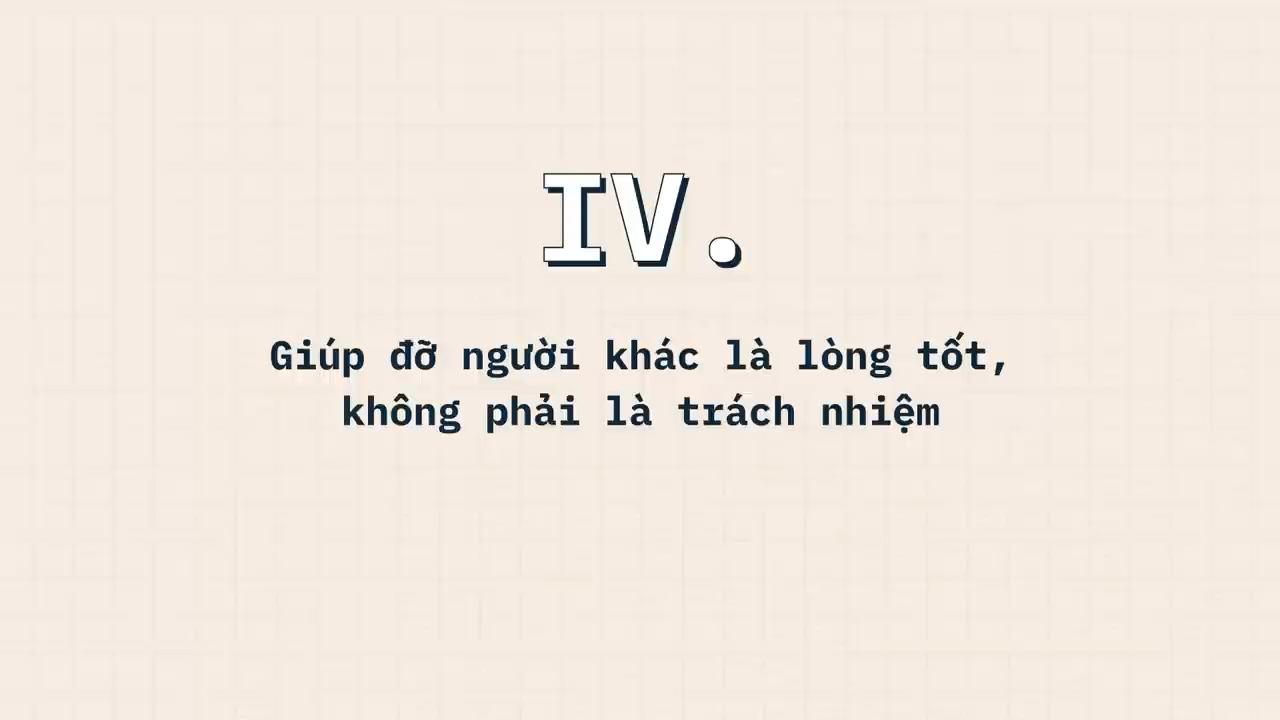 IV.
Giúp đỡ người khác là lòng tốt,
không phải là trách nhiệm